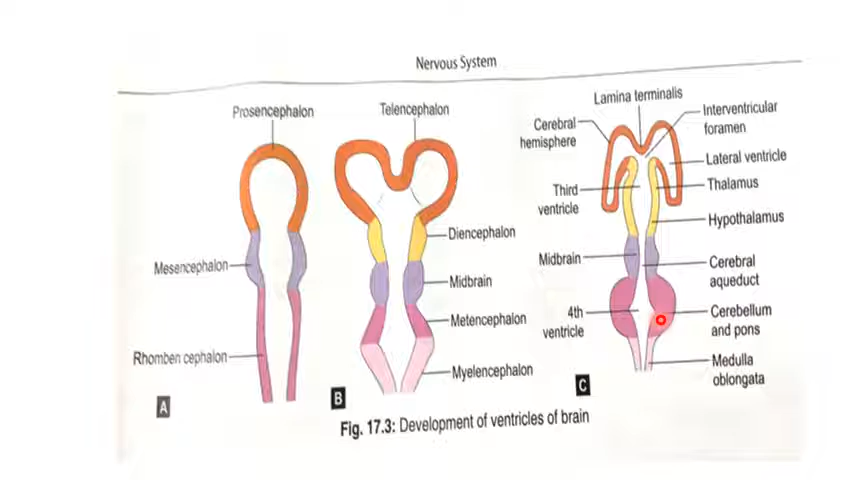 Nervous System
Prosencephalon
Mesencephalon
Rhomben cephalon
A
Telencephalon
Diencephalon
Midbrain
Metencephalon
Myelencephalon
B
Lamina terminalis
Cerebral
hemisphere
Interventricular
foramen
Lateral ventricle
Third
ventricle
Thalamus
Hypothalamus
Midbrain
Cerebral
aqueduct
4th
ventricle
Cerebellum
and pons
Medulla
oblongata
C
Fig. 17.3: Development of ventricles of brain